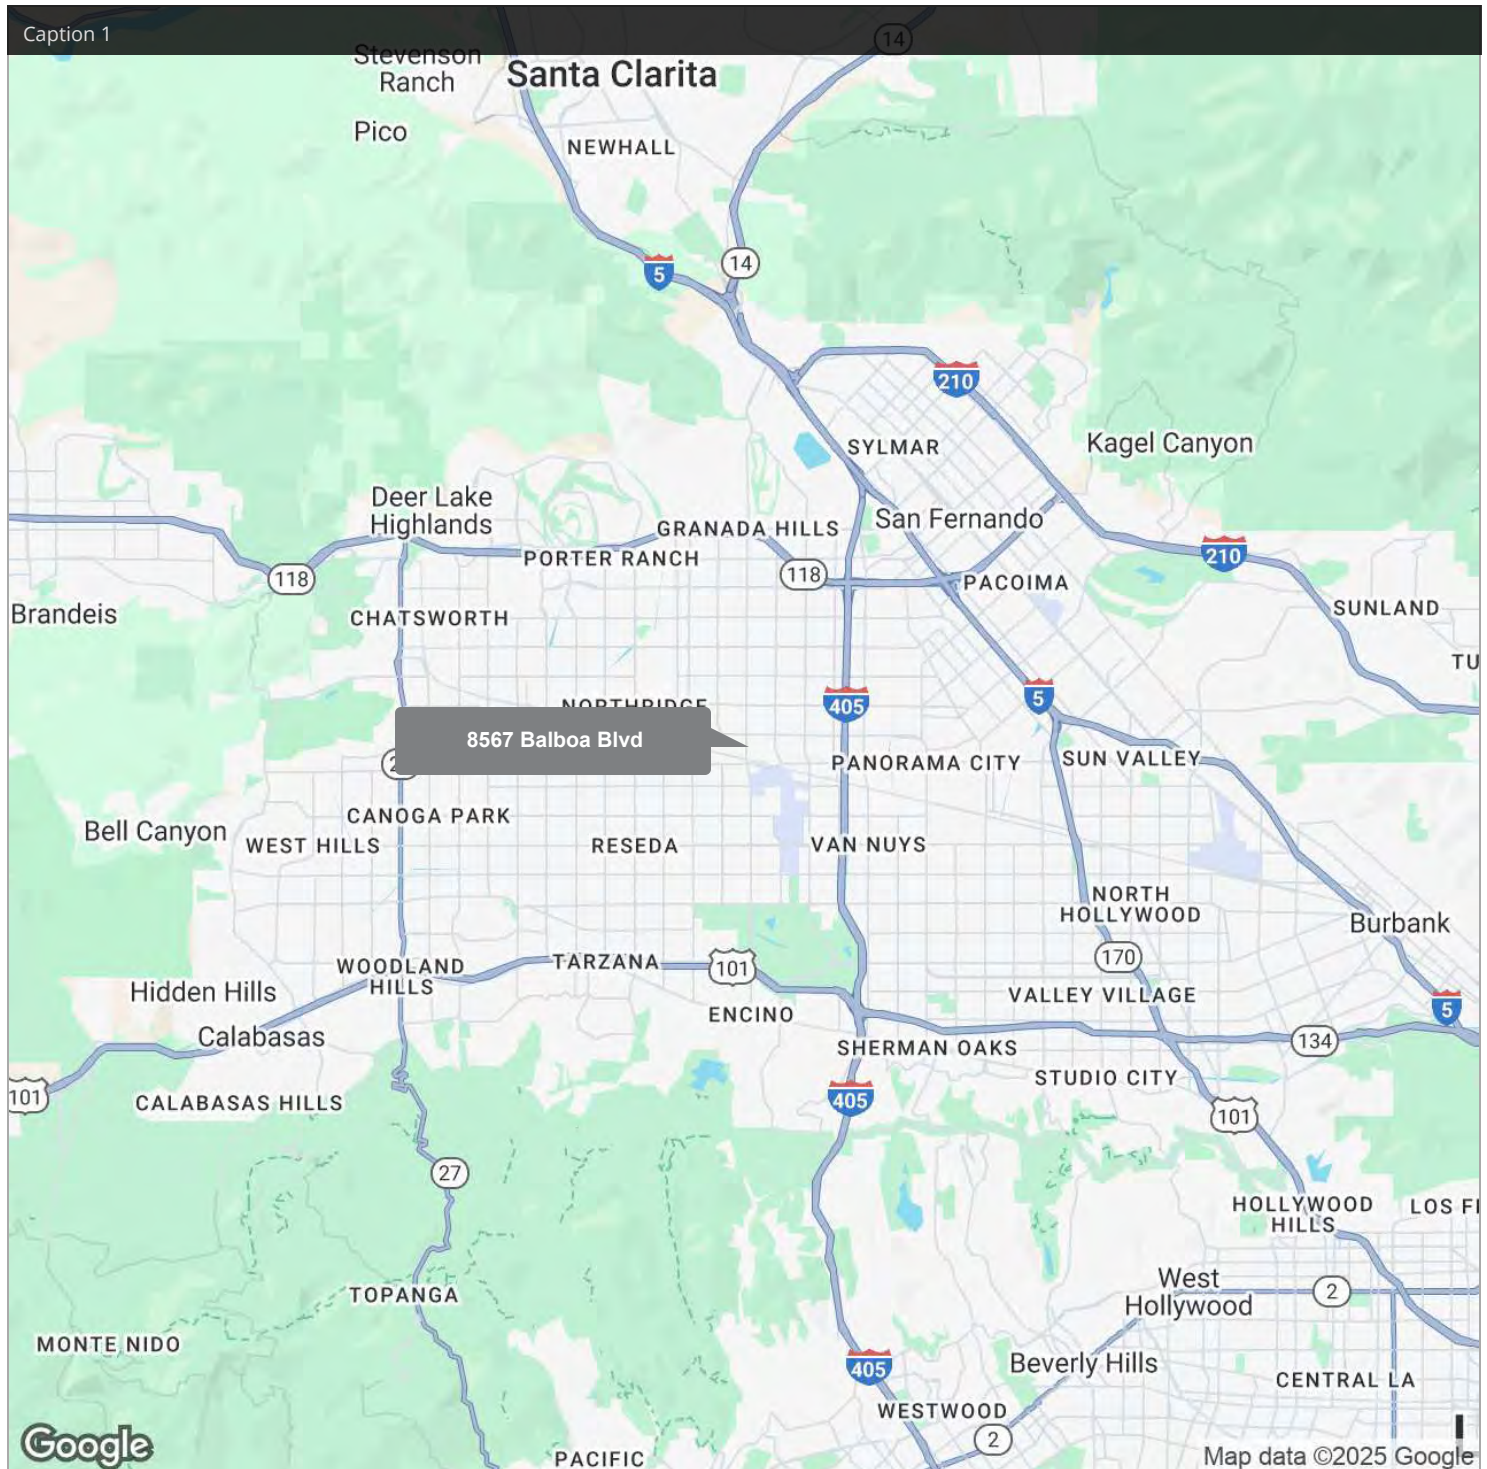 Caption 1
14
Stevenson
Ranch
Santa Clarita
Pico
NEWHALL
5
14
210
SYLMAR
Kagel Canyon
Deer Lake
Highlands
GRANADA HILLS
San Fernando
PORTER RANCH
118
118
PACOIMA
210
Brandeis
CHATSWORTH
SUNLAND
TU
NORTHRIDGE
405
5
8567 Balboa Blvd
2
PANORAMA CITY
SUN VALLEY
CANOGA PARK
Bell Canyon
WEST HILLS
RESEDA
VAN NUYS
NORTH
HOLLYWOOD
Burbank
WOODLAND
HILLS
TARZANA
101
170
Hidden Hills
VALLEY VILLAGE
ENCINO
5
Calabasas
SHERMAN OAKS
134
STUDIO CITY
101
CALABASAS HILLS
405
101
27
HOLLYWOOD
HILLS
LOS FI
TOPANGA
West
Hollywood
2
MONTE NIDO
405
Beverly Hills
CENTRAL LA
WESTWOOD
2
Google
PACIFIC
Map data ©2025 Google